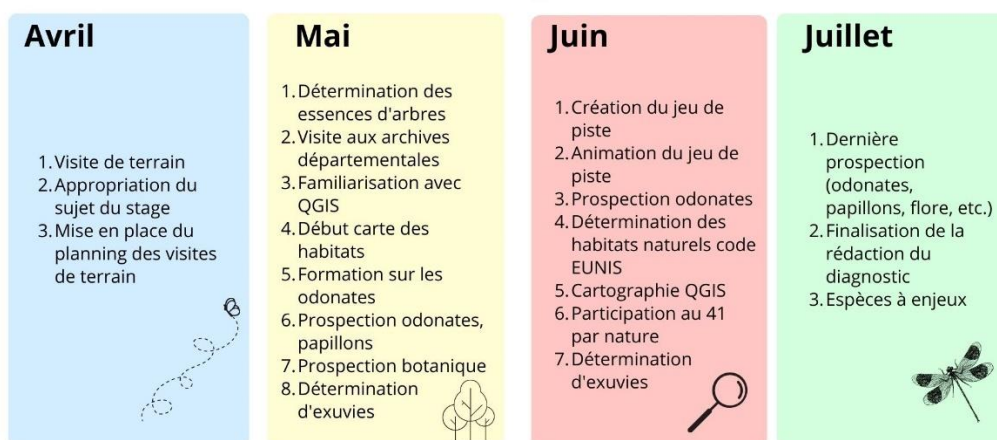 Avril
1. Visite de terrain
2. Appropriation du
sujet du stage
3. Mise en place du
planning des visites
de terrain
Mai
1. Détermination des
essences d'arbres
2. Visite aux archives
départementales
3. Familiarisation avec
QGIS
4. Début carte des
habitats
5. Formation sur les
odonates
6. Prospection odonates,
papillons
7. Prospection botanique
8. Détermination
d'exuvies
Juin
1. Création du jeu de
piste
2. Animation du jeu de
piste
3. Prospection odonates
4. Détermination des
habitats naturels code
EUNIS
5. Cartographie QGIS
6. Participation au 41
par nature
7. Détermination
d'exuvies
Juillet
1. Dernière
prospection
(odonates,
papillons, flore, etc.)
2. Finalisation de la
rédaction du
diagnostic
3. Espèces à enjeux